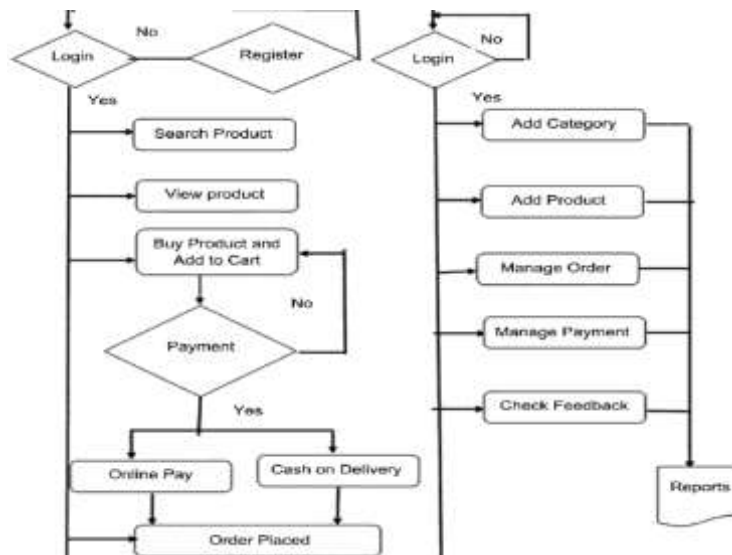 Login
No
Register
Yes
Search Product
View product
Buy Product and
Add to Cart
No
Payment
Yes
Online Pay
Cash on Delivery
Order Placed
Login
No
Yes
Add Category
Add Product
Manage Order
Manage Payment
Check Feedback
Reports